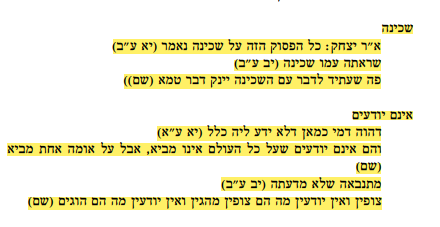 שכינה
א״ר יצחק: כל הפסוק הזה על שכינה נאמר (יא ע״ב)
שראתה עמו שכינה (יב ע״ב)
פה שעתיד לדבר עם השכינה יינק דבר טמא (שם))
אינם יודעים
דהוה דמי כמאן דלא ידע ליה כלל (יא ע״א)
והם אינם יודעים שעל כל העולם אינו מביא, אבל על אומה אחת מביא
(שם)
מתנבאה שלא מדעתה (יב ע״ב)
צופין ואין יודעין מה הם צופין מהגין ואין יודעין מה הם הוגים (שם)